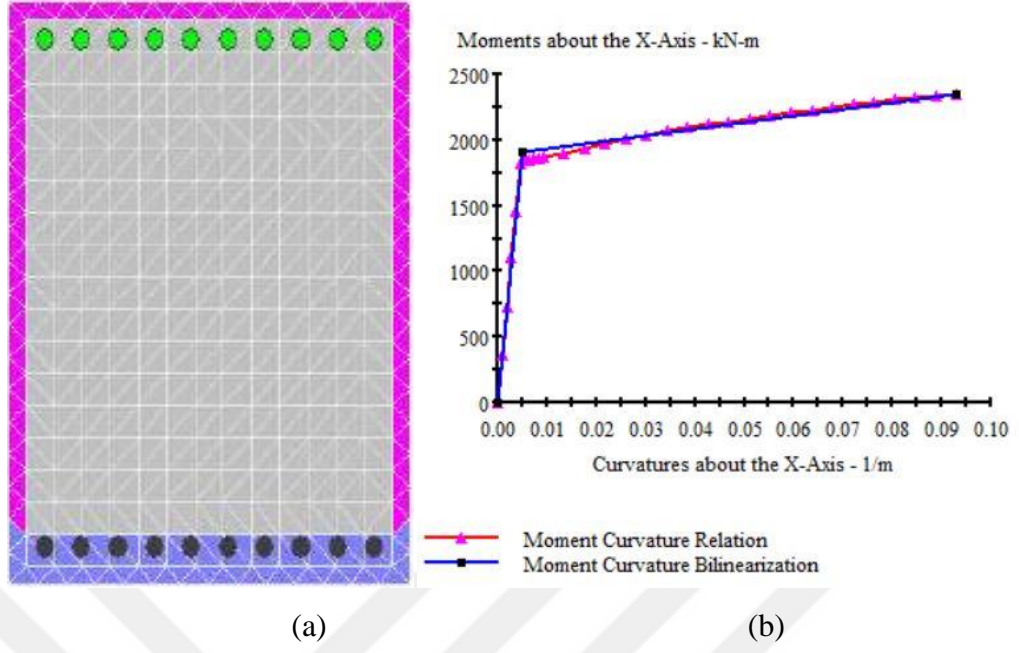 Moments about the X-Axis - kN-m
2500
2000
1500
1000
500
0
0.00 0.01 0.02 0.03 0.04 0.05 0.06 0.07 0.08 0.09 0.10
Curvatures about the X-Axis - 1/m
Moment Curvature Relation
Moment Curvature Bilinearization
(a) (b)